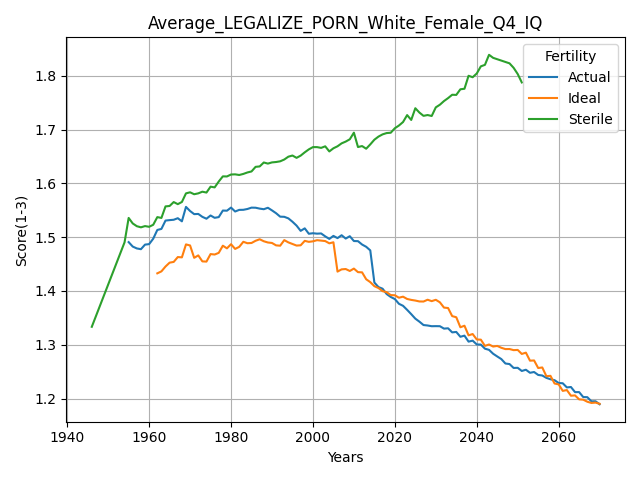 Average_LEGALIZE_PORN_White_Female_Q4_IQ
Fertility
Actual
Ideal
Sterile
Score(1-3)
1.8
1.7
1.6
1.5
1.4
1.3
1.2
1940
1960
1980
2000
2020
2040
2060
Years